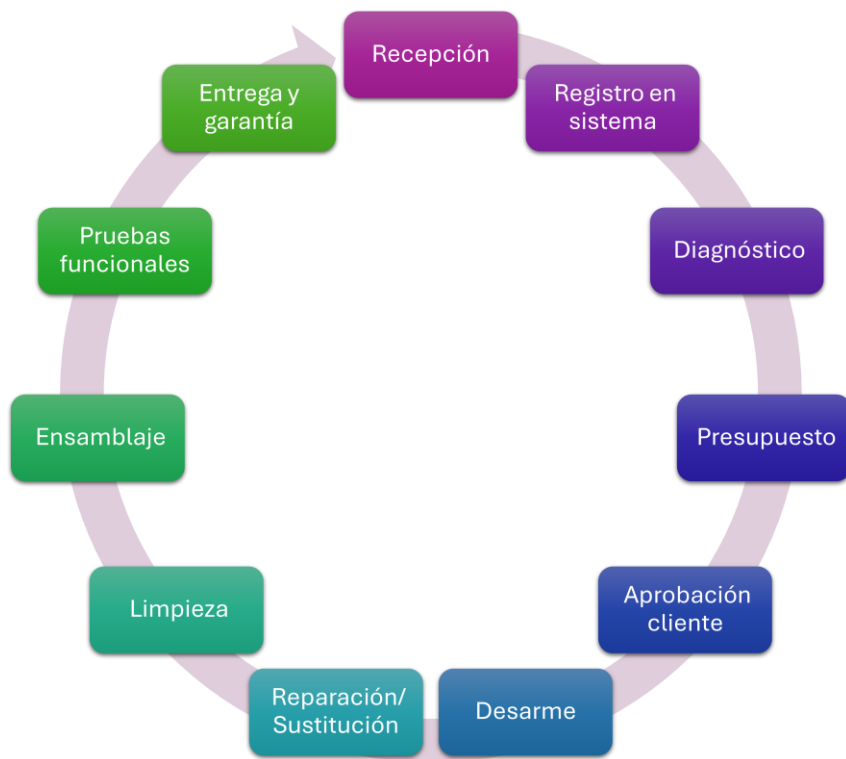 Recepción
Registro en
sistema
Diagnóstico
Presupuesto
Aprobación
cliente
Desarme
Reparación/
Sustitución
Limpieza
Ensamblaje
Pruebas
funcionales
Entrega y
garantía